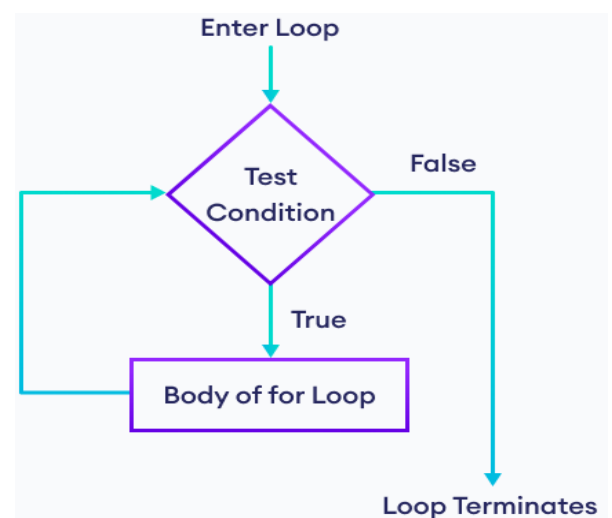 Enter Loop
Test
Condition
False
True
Body of for Loop
Loop Terminates